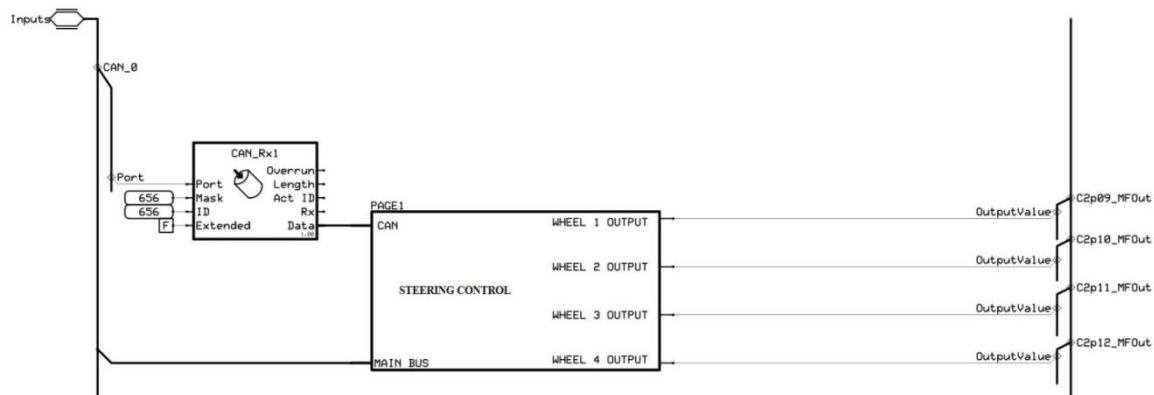 Inputs
CAN_0
CAN_Rx1
Overrun
Port
Port
Length
656
Mask
Act ID
656
ID
Rx
F
Extended
Data
1.00
PAGE1
CAN
WHEEL 1 OUTPUT
OutputValue
C2p09_MFOut
WHEEL 2 OUTPUT
OutputValue
C2p10_MFOut
STEERING CONTROL
WHEEL 3 OUTPUT
OutputValue
C2p11_MFOut
WHEEL 4 OUTPUT
OutputValue
C2p12_MFOut
MAIN BUS